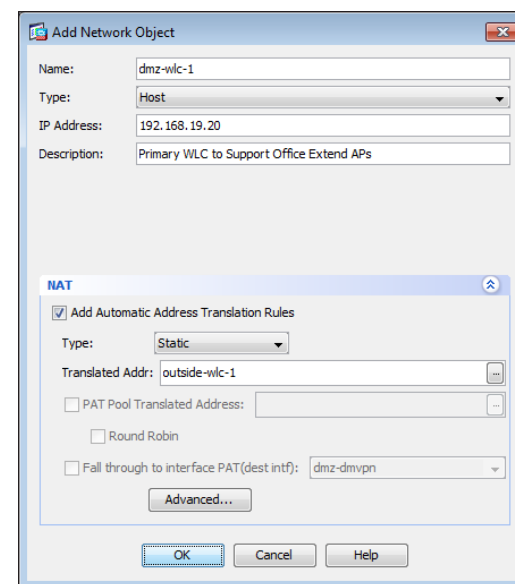 Add Network Object
Name: dmz-wlc-1
Type: Host
IP Address: 192.168.19.20
Description: Primary WLC to Support Office Extend APs
NAT
Add Automatic Address Translation Rules
Type: Static
Translated Addr: outside-wlc-1 ...
PAT Pool Translated Address: ...
Round Robin
Fall through to interface PAT(dest intf): dmz-dmvpn
Advanced...
OK Cancel Help